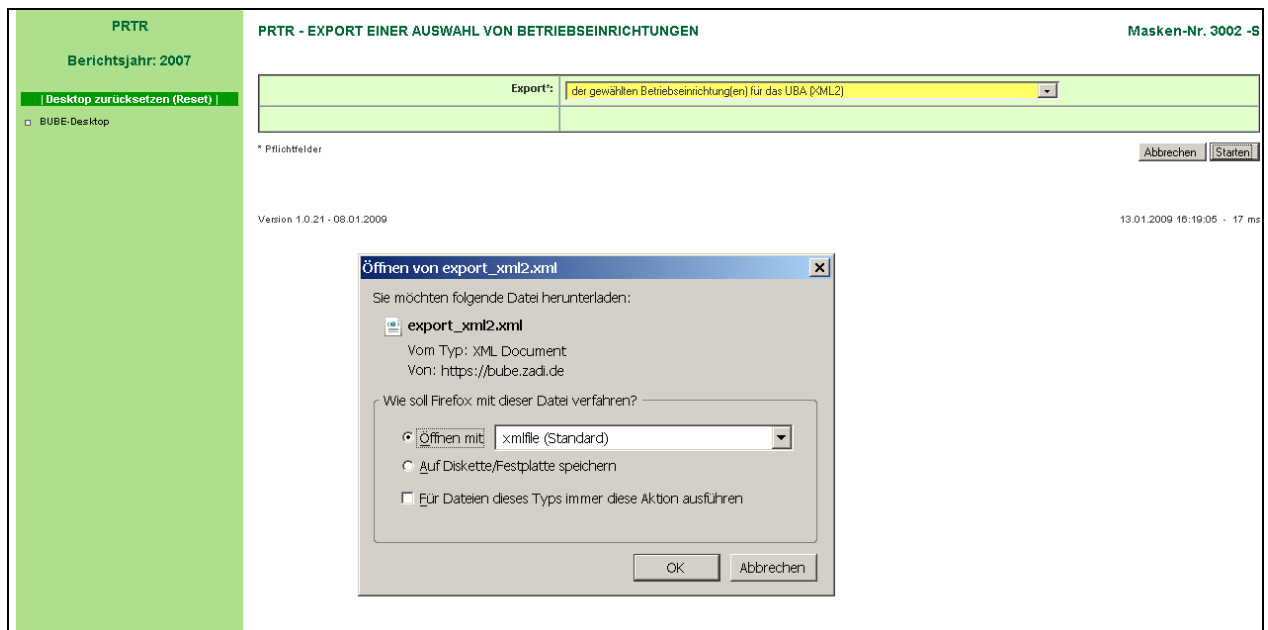 PRTR
Berichtsjahr: 2007
| Desktop zurücksetzen (Reset) |
BUBE-Desktop
PRTR - EXPORT EINER AUSWAHL VON BETRIEBSEINRICHTUNGEN
Masken-Nr. 3002 -S
Export*:
der gewählten Betriebseinrichtung(en) für das UBA (XML2)
* Pflichtfelder
Abbrechen Starten
Version 1.0.21 - 08.01.2009
13.01.2009 16:19:05 - 17 ms
Öffnen von export_xml2.xml
Sie möchten folgende Datei herunterladen:
export_xml2.xml
Vom Typ: XML Document
Von: https://bube.zadi.de
Wie soll Firefox mit dieser Datei verfahren?
Öffnen mit xmlfile (Standard)
Auf Diskette/Festplatte speichern
Für Dateien dieses Typs immer diese Aktion ausführen
OK Abbrechen